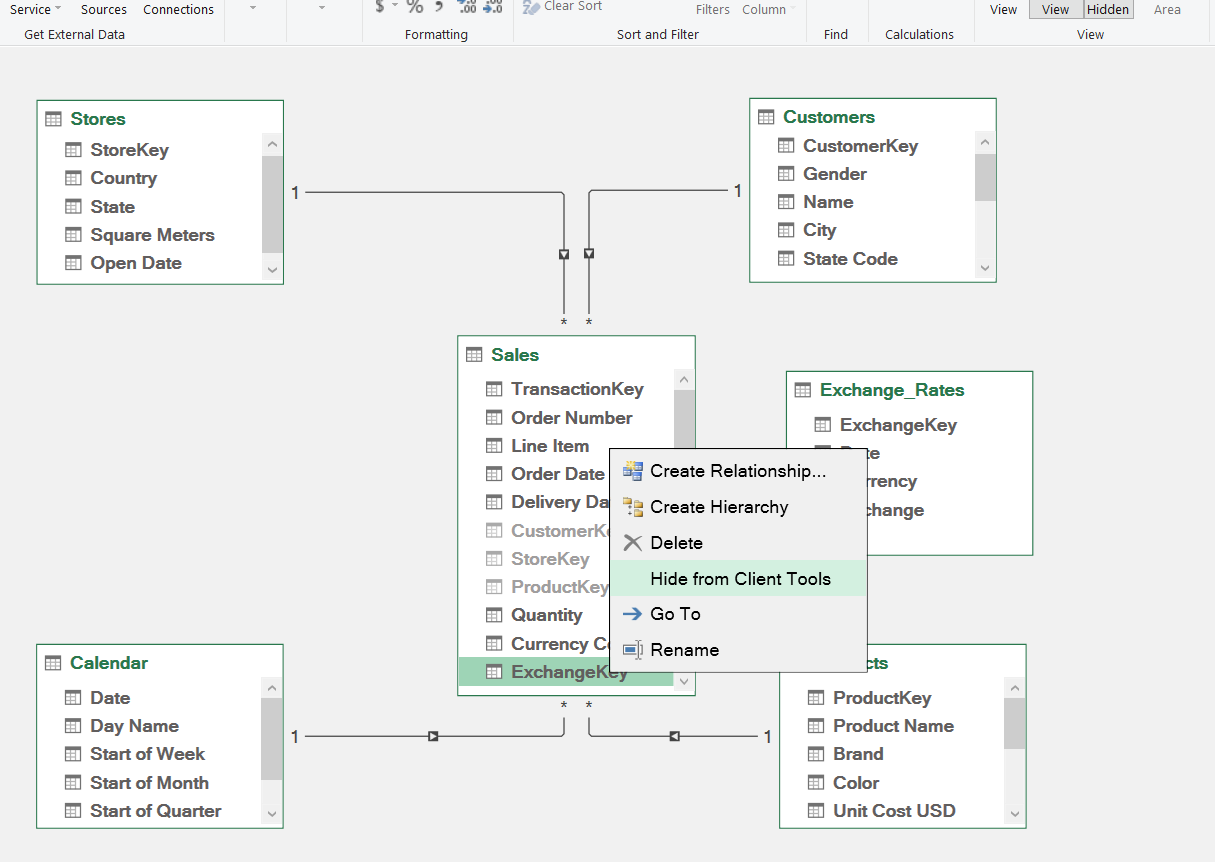 Service Sources Connections $ % Clear Sort Filters Column View View Hidden Area
Get External Data Formatting Sort and Filter Find Calculations View
Stores
StoreKey
Country
State
Square Meters
Open Date
1
*
Customers
CustomerKey
Gender
Name
City
State Code
1
*
Sales
TransactionKey
Order Number
Line Item
Order Date
Delivery Da
CustomerKe
StoreKey
ProductKey
Quantity
Currency Co
ExchangeKey
Exchange_Rates
ExchangeKey
te
rrency
change
Create Relationship...
Create Hierarchy
Delete
Hide from Client Tools
Go To
Rename
Calendar
Date
Day Name
Start of Week
Start of Month
Start of Quarter
1
*
cts
ProductKey
Product Name
Brand
Color
Unit Cost USD
1
*